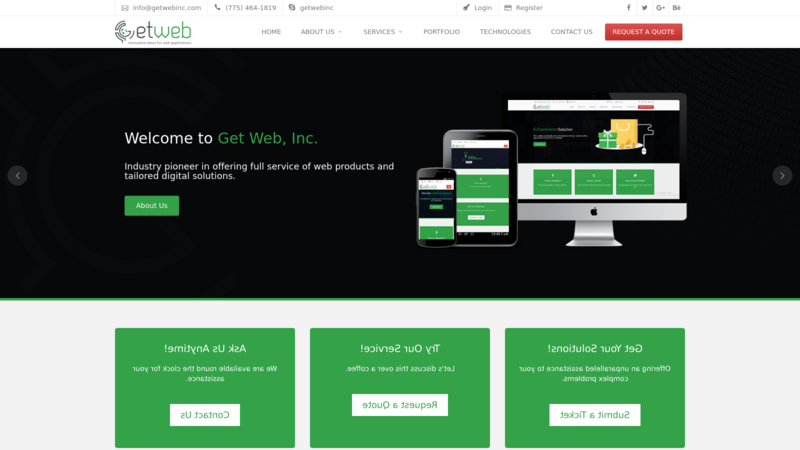 info@getwebinc.com (775) 464-1819 getwebinc Login Register
Getweb
innovative ideas for web applications
HOME ABOUT US SERVICES PORTFOLIO TECHNOLOGIES CONTACT US REQUEST A QUOTE
Welcome to Get Web, Inc.
Industry pioneer in offering full service of web products and
tailored digital solutions.
About Us
E-Commerce Solution
Ask Us Anytime!
We are available round the clock for your
assistance.
Contact Us
Try Our Service!
Let's discuss this over a coffee.
Request a Quote
Get Your Solutions!
Offering an unparalleled assistance to your
complex problems.
Submit a Ticket